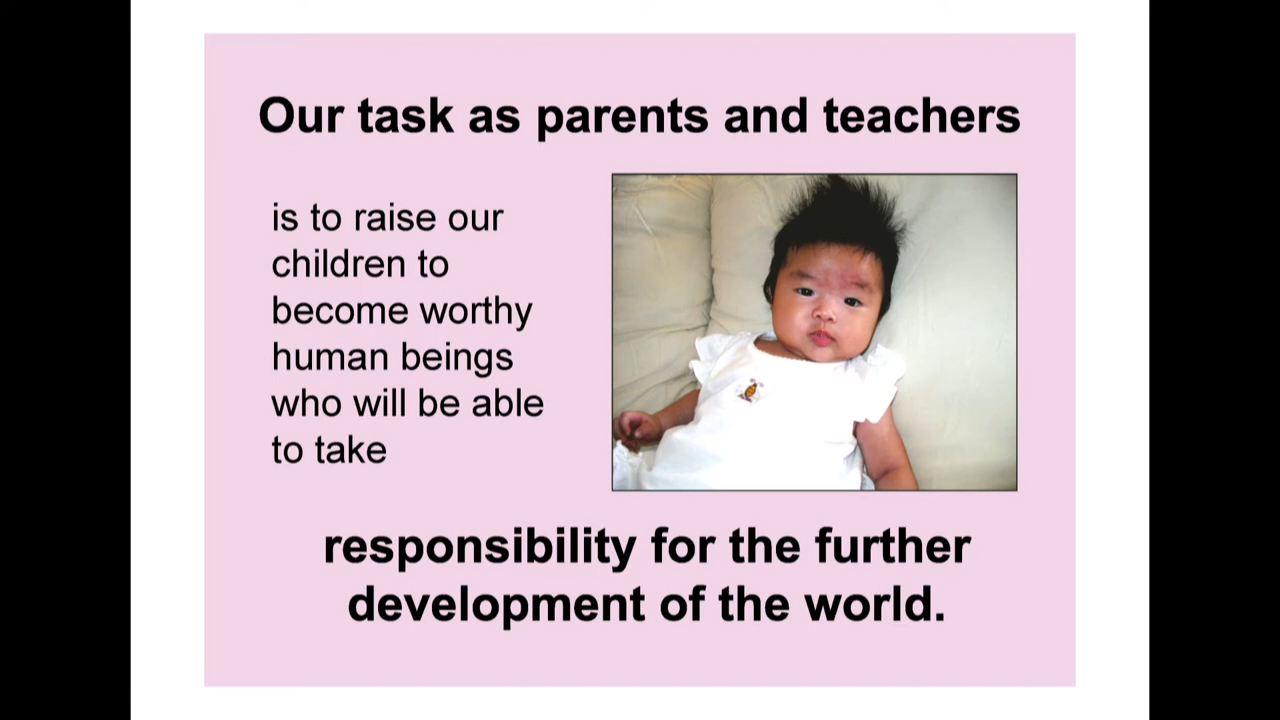 Our task as parents and teachers
is to raise our
children to
become worthy
human beings
who will be able
to take
responsibility for the further
development of the world.